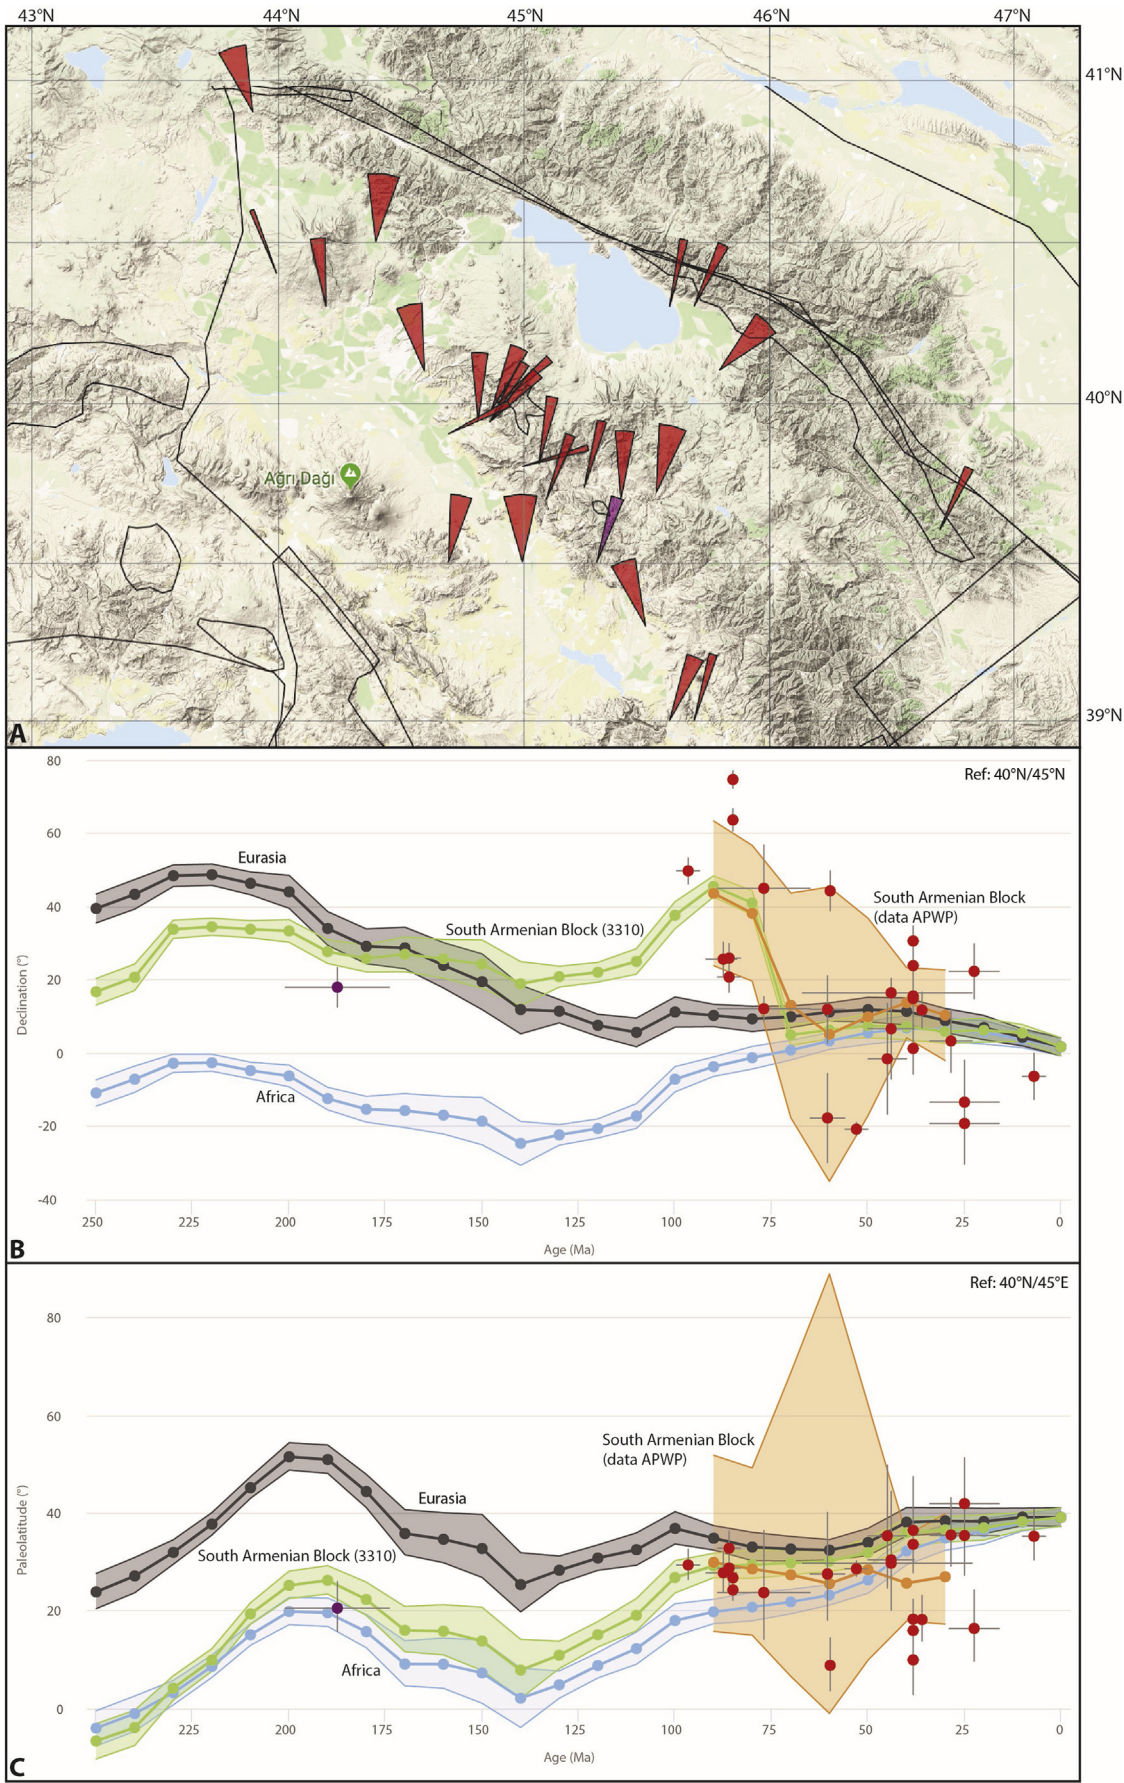 43°N 44°N 45°N 46°N 47°N
41°N
40°N
Ağrı Dağı
39°N
A
80
Ref: 40°N/45°N
60
Eurasia
South Armenian Block
(data APWP)
40
South Armenian Block (3310)
20
Declination (°)
0
Africa
-20
-40
250 225 200 175 150 125 100 75 50 25 0
Age (Ma)
B
Ref: 40°N/45°E
80
60
South Armenian Block
(data APWP)
Eurasia
40
South Armenian Block (3310)
Paleolatitude (°)
20
Africa
0
225 200 175 150 125 100 75 50 25 0
Age (Ma)
C